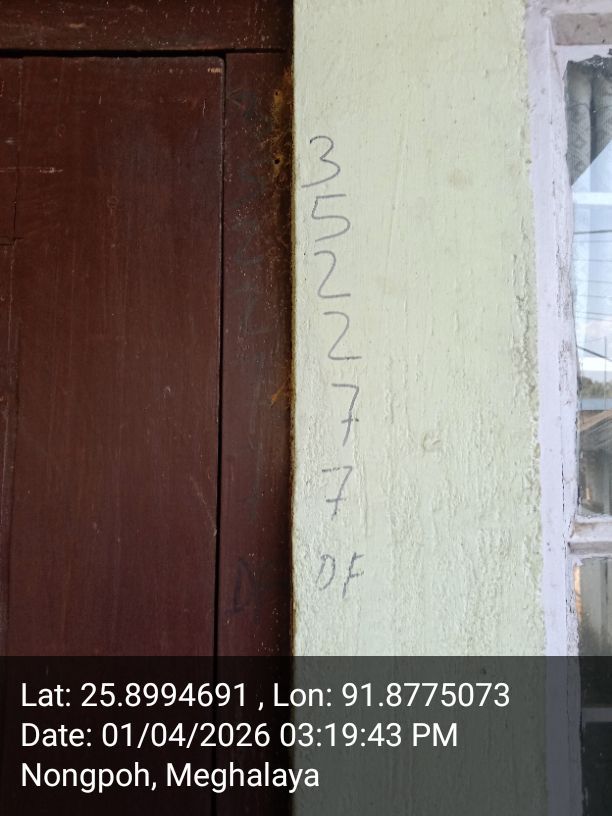 3
5
2
2
7
7
DF
Lat: 25.8994691 , Lon: 91.8775073
Date: 01/04/2026 03:19:43 PM
Nongpoh, Meghalaya